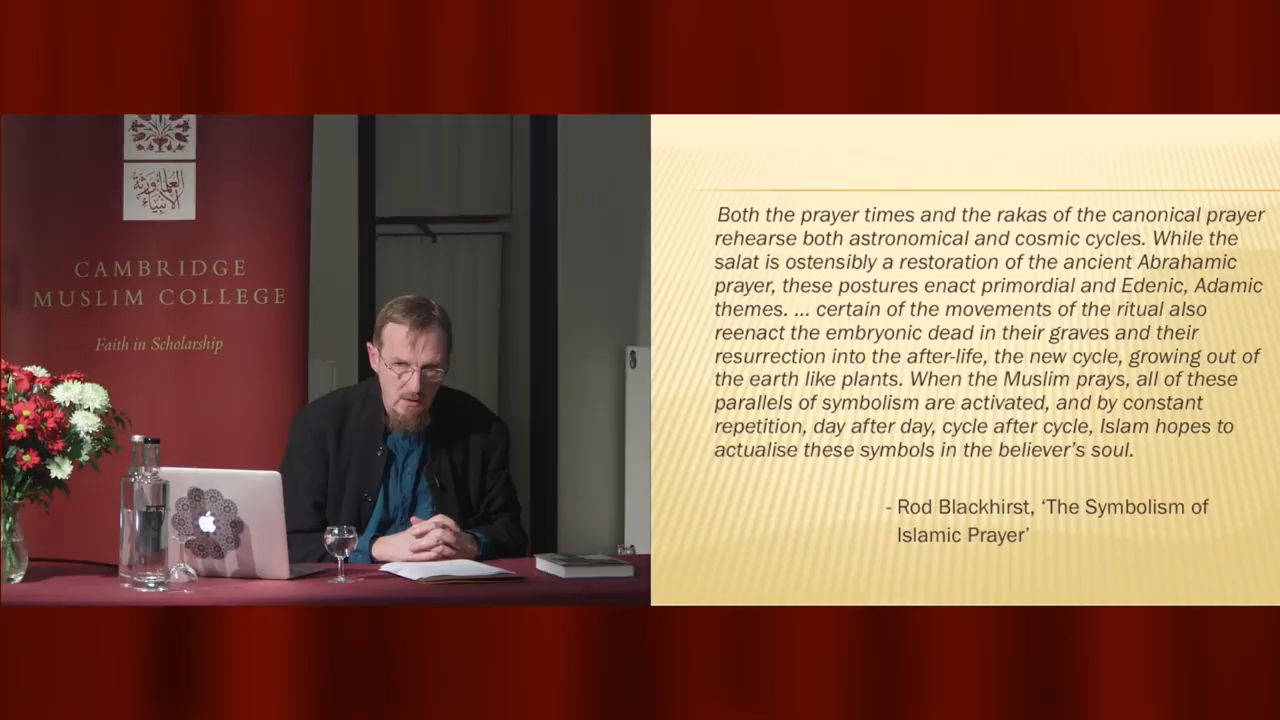 العلماء ورثة
الأنبياء
CAMBRIDGE
MUSLIM COLLEGE
Faith in Scholarship
Both the prayer times and the rakas of the canonical prayer
rehearse both astronomical and cosmic cycles. While the
salat is ostensibly a restoration of the ancient Abrahamic
prayer, these postures enact primordial and Edenic, Adamic
themes. ... certain of the movements of the ritual also
reenact the embryonic dead in their graves and their
resurrection into the after-life, the new cycle, growing out of
the earth like plants. When the Muslim prays, all of these
parallels of symbolism are activated, and by constant
repetition, day after day, cycle after cycle, Islam hopes to
actualise these symbols in the believer’s soul.
- Rod Blackhirst, ‘The Symbolism of
Islamic Prayer’